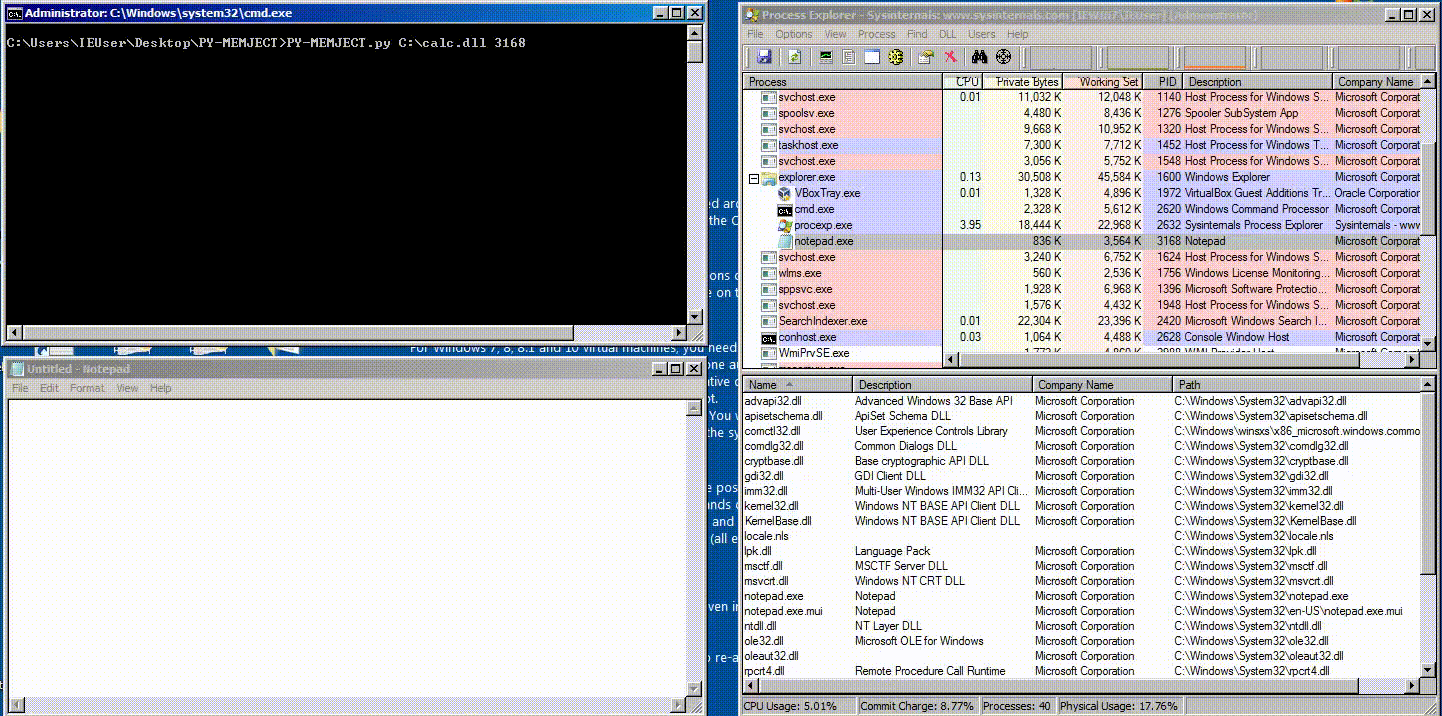 Administrator: C:\Windows\system32\cmd.exe
C:\Users\IEUser\Desktop\PY-MEMJECT>PY-MEMJECT.py C:\calc.dll 3168
Untitled - Notepad
File Edit Format View Help
Process Explorer - Sysinternals: www.sysinternals.com [IEWIN7\IEUser] (Administrator)
File Options View Process Find DLL Users Help
Process CPU Private Bytes Working Set PID Description Company Name
svchost.exe 0.01 11,032 K 12,048 K 1140 Host Process for Windows S... Microsoft Corporat
spoolsv.exe 4,480 K 8,436 K 1276 Spooler SubSystem App Microsoft Corporat
svchost.exe 9,668 K 10,952 K 1320 Host Process for Windows S... Microsoft Corporat
taskhost.exe 7,300 K 7,712 K 1452 Host Process for Windows T... Microsoft Corporat
svchost.exe 3,056 K 5,752 K 1548 Host Process for Windows S... Microsoft Corporat
explorer.exe 0.13 30,508 K 45,584 K 1600 Windows Explorer Microsoft Corporat
VBoxTray.exe 0.01 1,328 K 4,896 K 1972 VirtualBox Guest Additions Tr... Oracle Corporation
cmd.exe 2,328 K 5,612 K 2620 Windows Command Processor Microsoft Corporat
procexp.exe 3.95 18,444 K 22,968 K 2632 Sysinternals Process Explorer Sysinternals - www
notepad.exe 836 K 3,564 K 3168 Notepad Microsoft Corporat
svchost.exe 3,240 K 6,752 K 1624 Host Process for Windows S... Microsoft Corporat
wlms.exe 560 K 2,536 K 1756 Windows License Monitoring... Microsoft Corporat
sppsvc.exe 1,928 K 6,968 K 1396 Microsoft Software Protectio... Microsoft Corporat
svchost.exe 1,576 K 4,432 K 1948 Host Process for Windows S... Microsoft Corporat
SearchIndexer.exe 0.01 22,304 K 23,396 K 2420 Microsoft Windows Search I... Microsoft Corporat
conhost.exe 0.03 1,064 K 4,488 K 2628 Console Window Host Microsoft Corporat
WmiPrvSE.exe
Name Description Company Name Path
advapi32.dll Advanced Windows 32 Base API Microsoft Corporation C:\Windows\System32\advapi32.dll
apisetschema.dll ApiSet Schema DLL Microsoft Corporation C:\Windows\System32\apisetschema.dll
comctl32.dll User Experience Controls Library Microsoft Corporation C:\Windows\winsxs\x86_microsoft.windows.commo
comdlg32.dll Common Dialogs DLL Microsoft Corporation C:\Windows\System32\comdlg32.dll
cryptbase.dll Base cryptographic API DLL Microsoft Corporation C:\Windows\System32\cryptbase.dll
gdi32.dll GDI Client DLL Microsoft Corporation C:\Windows\System32\gdi32.dll
imm32.dll Multi-User Windows IMM32 API Cli... Microsoft Corporation C:\Windows\System32\imm32.dll
kernel32.dll Windows NT BASE API Client DLL Microsoft Corporation C:\Windows\System32\kernel32.dll
KernelBase.dll Windows NT BASE API Client DLL Microsoft Corporation C:\Windows\System32\KernelBase.dll
locale.nls C:\Windows\System32\locale.nls
lpk.dll Language Pack Microsoft Corporation C:\Windows\System32\lpk.dll
msctf.dll MSCTF Server DLL Microsoft Corporation C:\Windows\System32\msctf.dll
msvcrt.dll Windows NT CRT DLL Microsoft Corporation C:\Windows\System32\msvcrt.dll
notepad.exe Notepad Microsoft Corporation C:\Windows\System32\notepad.exe
notepad.exe.mui Notepad Microsoft Corporation C:\Windows\System32\en-US\notepad.exe.mui
ntdll.dll NT Layer DLL Microsoft Corporation C:\Windows\System32\ntdll.dll
ole32.dll Microsoft OLE for Windows Microsoft Corporation C:\Windows\System32\ole32.dll
oleaut32.dll Microsoft Corporation C:\Windows\System32\oleaut32.dll
rpcrt4.dll Remote Procedure Call Runtime Microsoft Corporation C:\Windows\System32\rpcrt4.dll
CPU Usage: 5.01% Commit Charge: 8.77% Processes: 40 Physical Usage: 17.76%
For Windows 7, 8, 8.1 and 10 virtual machines, you need